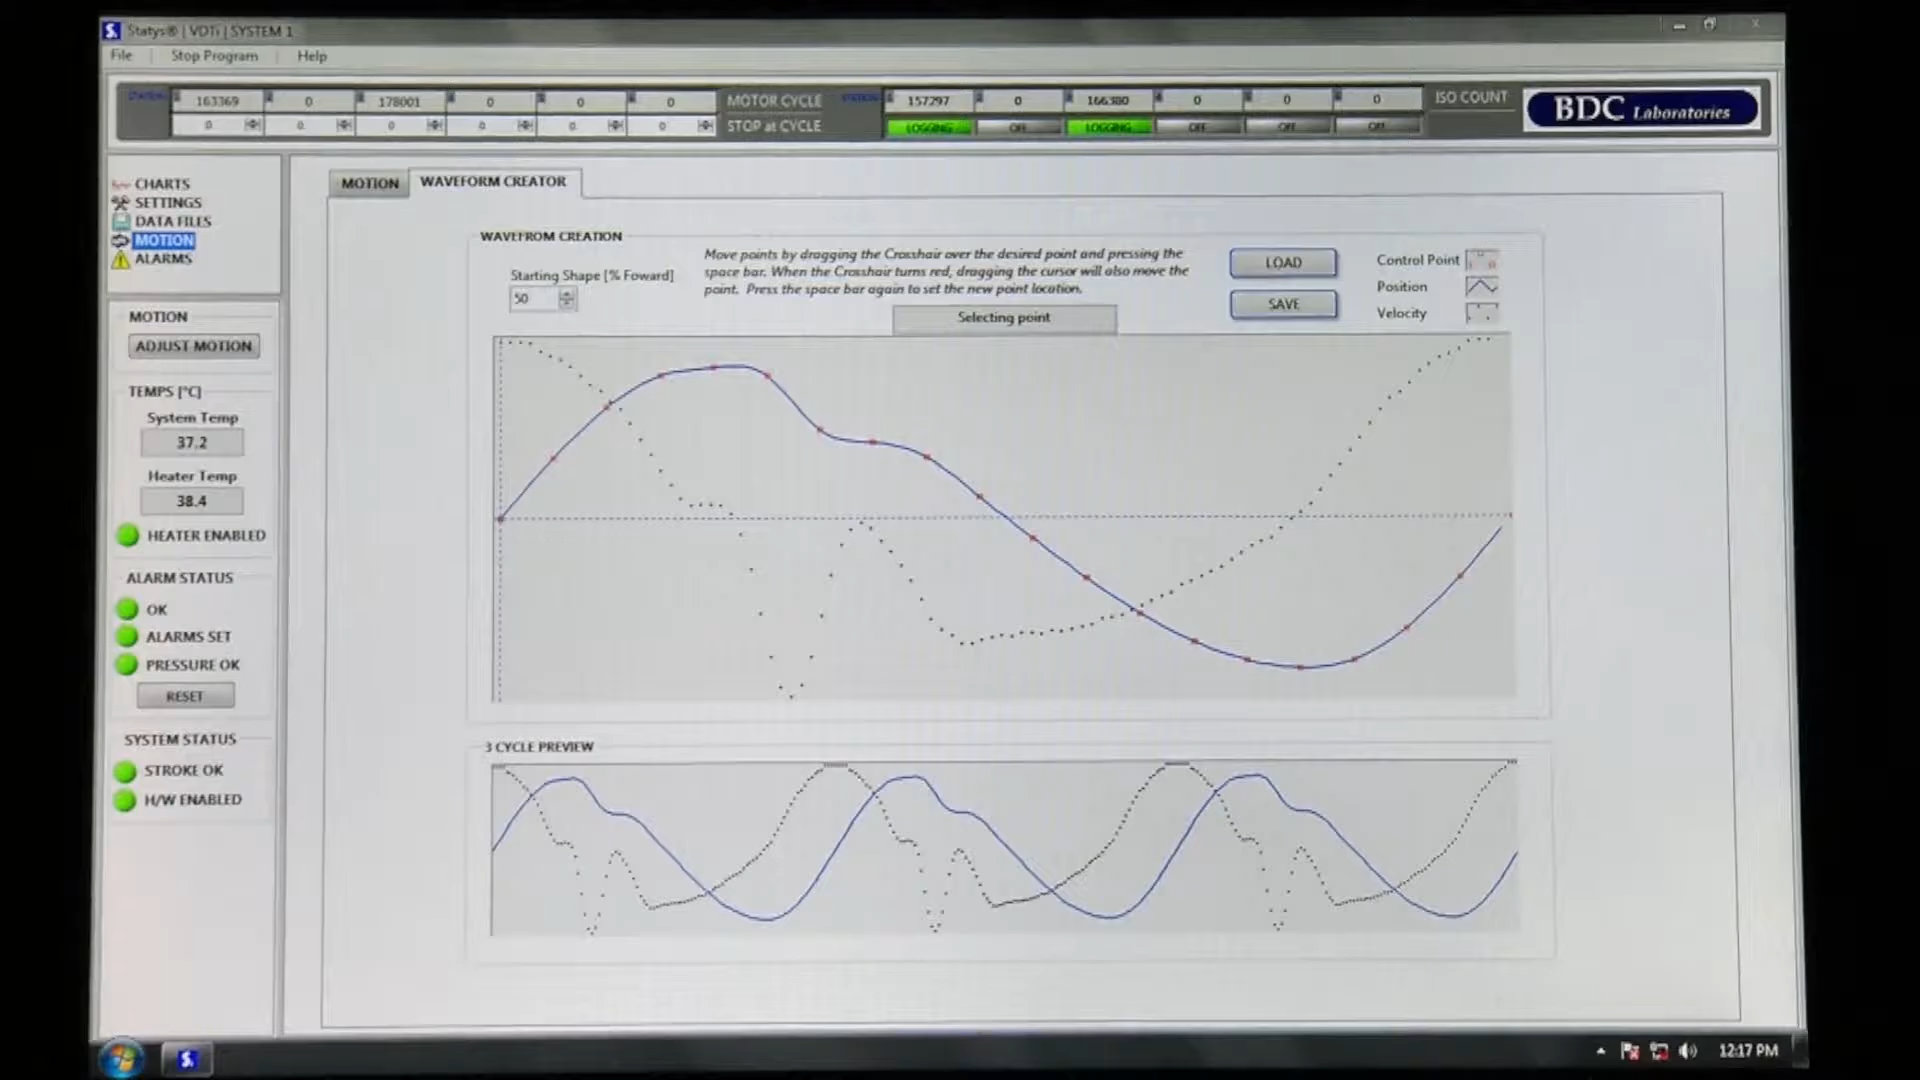 Statys® | VDTi | SYSTEM 1
File Stop Program Help
163369 0 178001 0 0 0 MOTOR CYCLE 157297 0 166380 0 0 0 ISO COUNT
0 0 0 0 0 0 STOP at CYCLE LOGGING OFF LOGGING OFF OFF OFF
BDC Laboratories
CHARTS
SETTINGS
DATA FILES
MOTION
ALARMS
MOTION
ADJUST MOTION
TEMPS [°C]
System Temp
37.2
Heater Temp
38.4
HEATER ENABLED
ALARM STATUS
OK
ALARMS SET
PRESSURE OK
RESET
SYSTEM STATUS
STROKE OK
H/W ENABLED
MOTION WAVEFORM CREATOR
WAVEFROM CREATION
Starting Shape [% Foward]
50
Move points by dragging the Crosshair over the desired point and pressing the
space bar. When the Crosshair turns red, dragging the cursor will also move the
point. Press the space bar again to set the new point location.
Selecting point
LOAD
SAVE
Control Point
Position
Velocity
3 CYCLE PREVIEW
12:17 PM